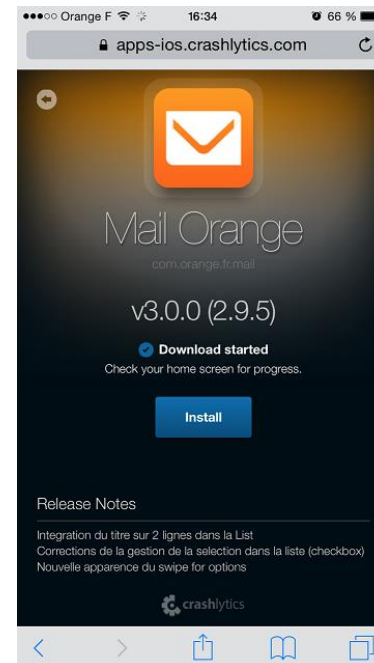 Orange F 16:34 66 %
apps-ios.crashlytics.com
Mail Orange
com.orange.fr.mail
v3.0.0 (2.9.5)
Download started
Check your home screen for progress.
Install
Release Notes
Integration du titre sur 2 lignes dans la List
Corrections de la gestion de la selection dans la liste (checkbox)
Nouvelle apparence du swipe for options
crashlytics